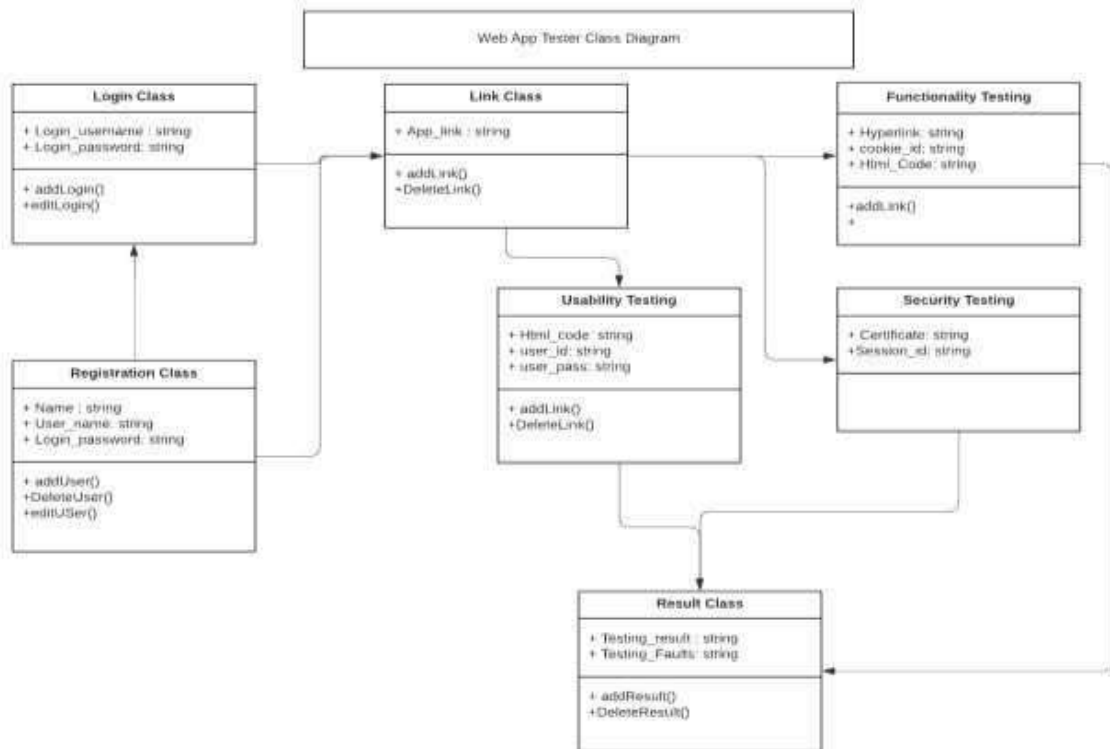 Web App Tester Class Diagram
Login Class
+ Login_username : string
+ Login_password: string
+ addLogin()
+editLogin()
Link Class
+ App_link : string
+ addLink()
+DeleteLink()
Functionality Testing
+ Hyperlink: string
+ cookie_id: string
+ Html_Code: string
+addLink()
+
Usability Testing
+ Html_code: string
+ user_id: string
+ user_pass: string
+ addLink()
+DeleteLink()
Security Testing
+ Certificate: string
+Session_id: string
Registration Class
+ Name : string
+ User_name: string
+ Login_password: string
+ addUser()
+DeleteUser()
+editUSer()
Result Class
+ Testing_result : string
+ Testing_Faults: string
+ addResult()
+DeleteResult()